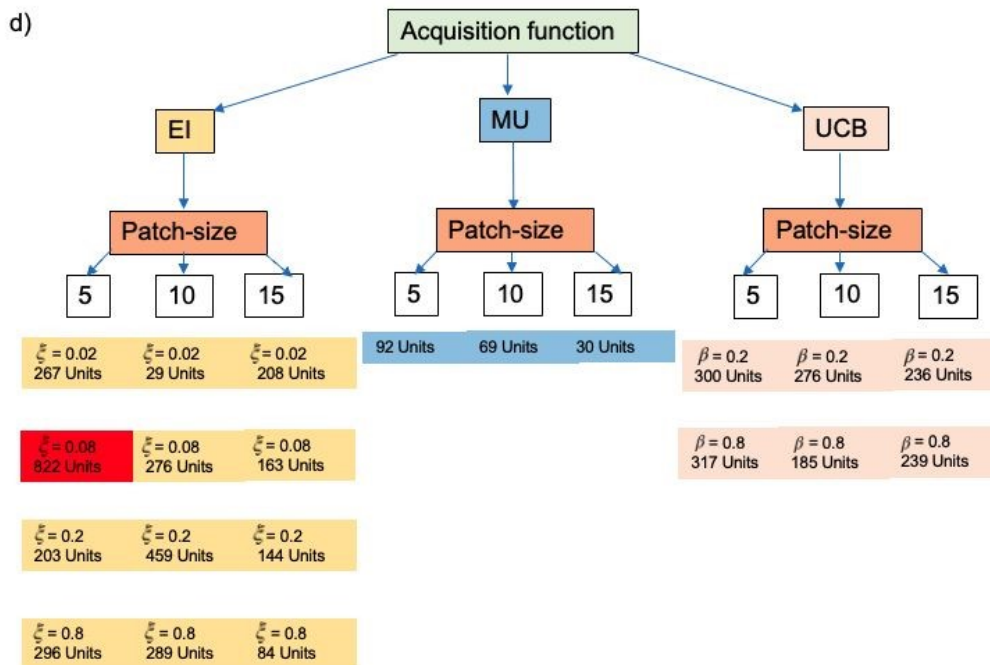 d)
Acquisition function
EI
MU
UCB
Patch-size
Patch-size
Patch-size
5
10
15
5
10
15
5
10
15
ξ = 0.02
267 Units
ξ = 0.02
29 Units
ξ = 0.02
208 Units
92 Units
69 Units
30 Units
β = 0.2
300 Units
β = 0.2
276 Units
β = 0.2
236 Units
ξ = 0.08
822 Units
ξ = 0.08
276 Units
ξ = 0.08
163 Units
β = 0.8
317 Units
β = 0.8
185 Units
β = 0.8
239 Units
ξ = 0.2
203 Units
ξ = 0.2
459 Units
ξ = 0.2
144 Units
ξ = 0.8
296 Units
ξ = 0.8
289 Units
ξ = 0.8
84 Units